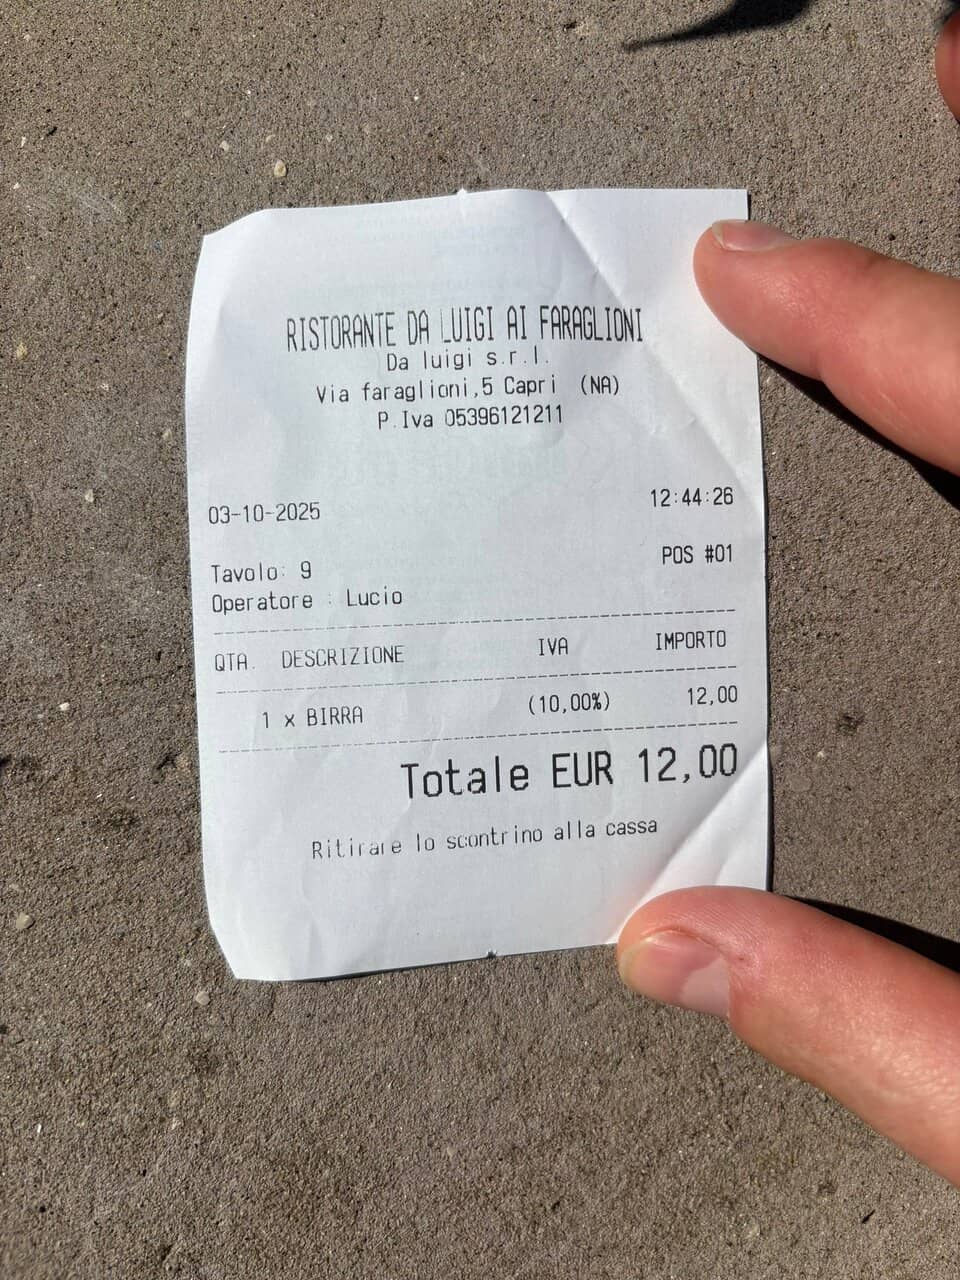 RISTORANTE DA LUIGI AI FARAGLIONI
Da luigi s.r.l.
Via faraglioni,5 Capri (NA)
P.Iva 05396121211
03-10-2025 12:44:26
Tavolo: 9 POS #01
Operatore : Lucio
QTA. DESCRIZIONE IVA IMPORTO
1 x BIRRA (10,00%) 12,00
Totale EUR 12,00
Ritirare lo scontrino alla cassa